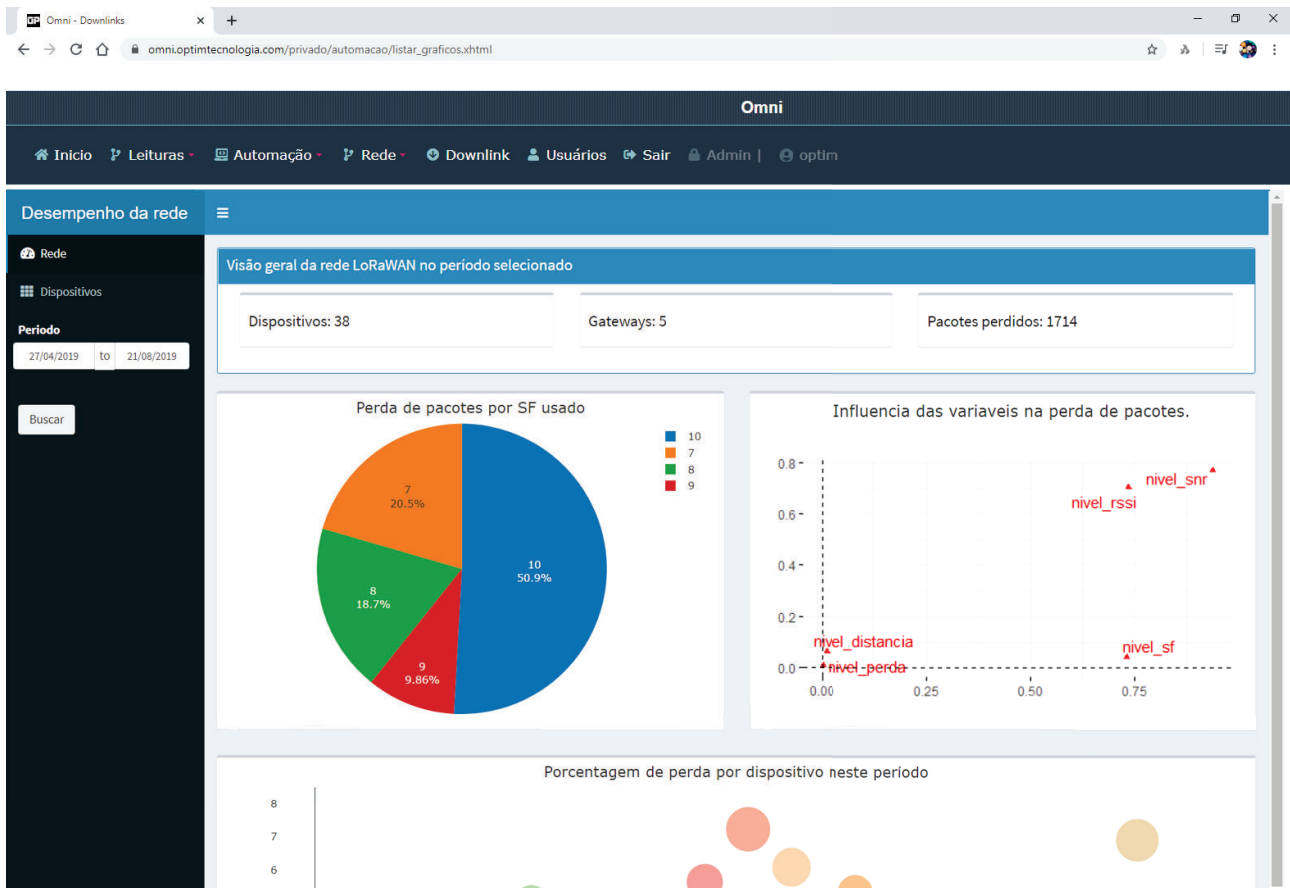 OP Omni - Downlinks
omni.optimtecnologia.com/privado/automacao/listar_graficos.xhtml
Omni
Inicio Leituras Automação Rede Downlink Usuários Sair Admin | optim
Desempenho da rede
Rede
Dispositivos
Periodo
27/04/2019 to 21/08/2019
Buscar
Visão geral da rede LoRaWAN no período selecionado
Dispositivos: 38
Gateways: 5
Pacotes perdidos: 1714
Perda de pacotes por SF usado
10
7
8
9
7
20.5%
10
50.9%
8
18.7%
9
9.86%
Influencia das variaveis na perda de pacotes.
0.8
nivel_snr
nivel_rssi
0.6
0.4
0.2
nivel_distancia
nivel_sf
0.0
nivel_perda
0.00 0.25 0.50 0.75
Porcentagem de perda por dispositivo neste período
8
7
6